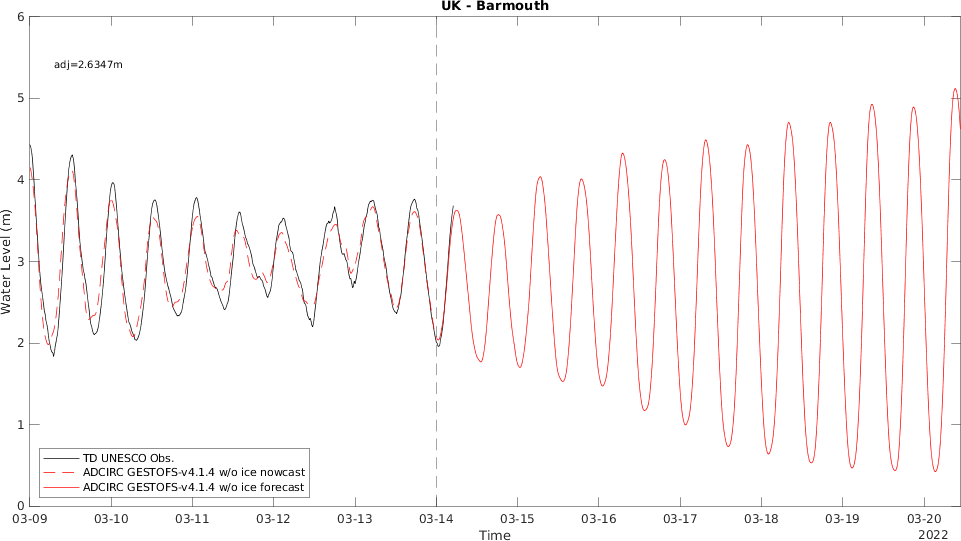 UK - Barmouth
adj=2.6347m
Water Level (m)
6
5
4
3
2
1
0
TD UNESCO Obs.
ADCIRC GESTOFS-v4.1.4 w/o ice nowcast
ADCIRC GESTOFS-v4.1.4 w/o ice forecast
03-09 03-10 03-11 03-12 03-13 03-14 03-15 03-16 03-17 03-18 03-19 03-20
Time
2022